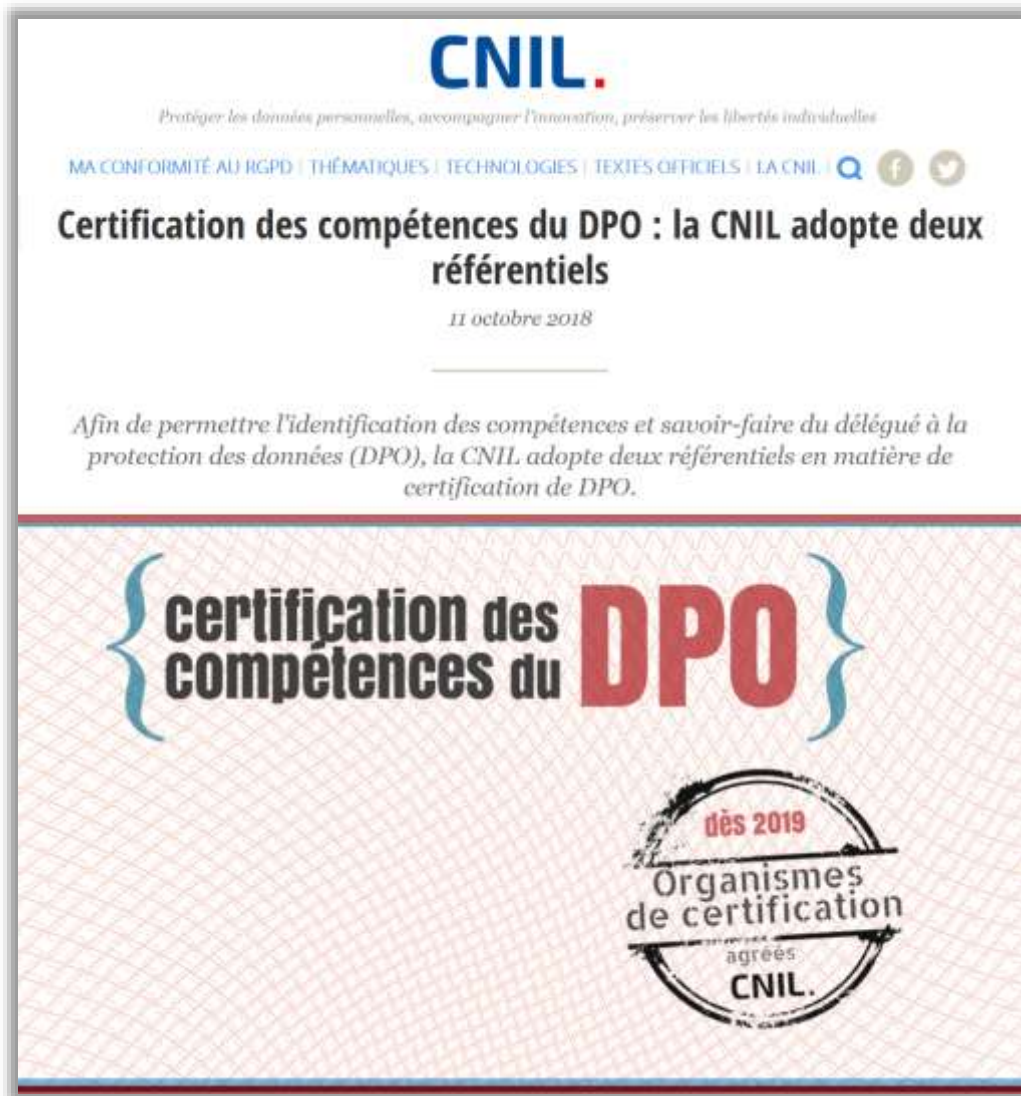 CNIL.
Protéger les données personnelles, accompagner l'innovation, préserver les libertés individuelles
MA CONFORMITÉ AU RGPD | THÉMATIQUES | TECHNOLOGIES | TEXTES OFFICIELS | LA CNIL |
Certification des compétences du DPO : la CNIL adopte deux
référentiels
11 octobre 2018
Afin de permettre l'identification des compétences et savoir-faire du délégué à la
protection des données (DPO), la CNIL adopte deux référentiels en matière de
certification de DPO.
certification des
compétences du DPO
dès 2019
Organismes
de certification
agréés
CNIL.